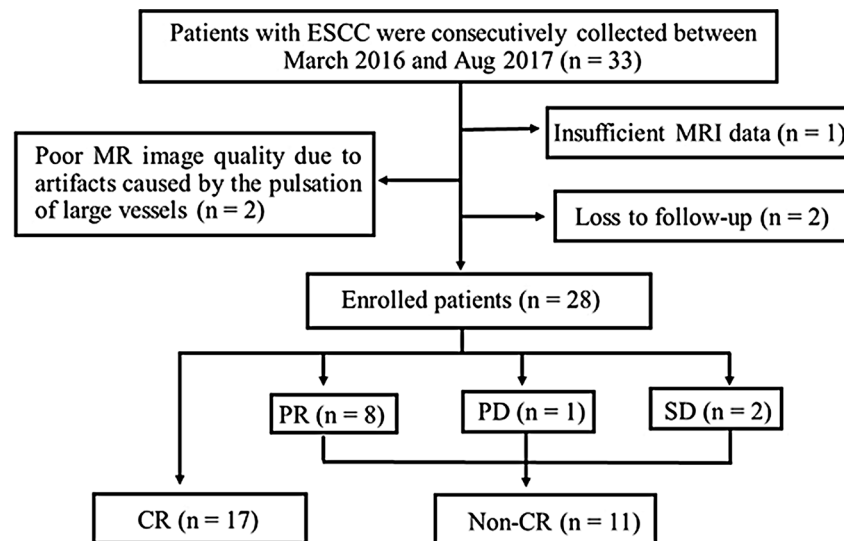 Patients with ESCC were consecutively collected between
March 2016 and Aug 2017 (n = 33)
Insufficient MRI data (n = 1)
Poor MR image quality due to
artifacts caused by the pulsation
of large vessels (n = 2)
Loss to follow-up (n = 2)
Enrolled patients (n = 28)
PR (n = 8)
PD (n = 1)
SD (n = 2)
CR (n = 17)
Non-CR (n = 11)